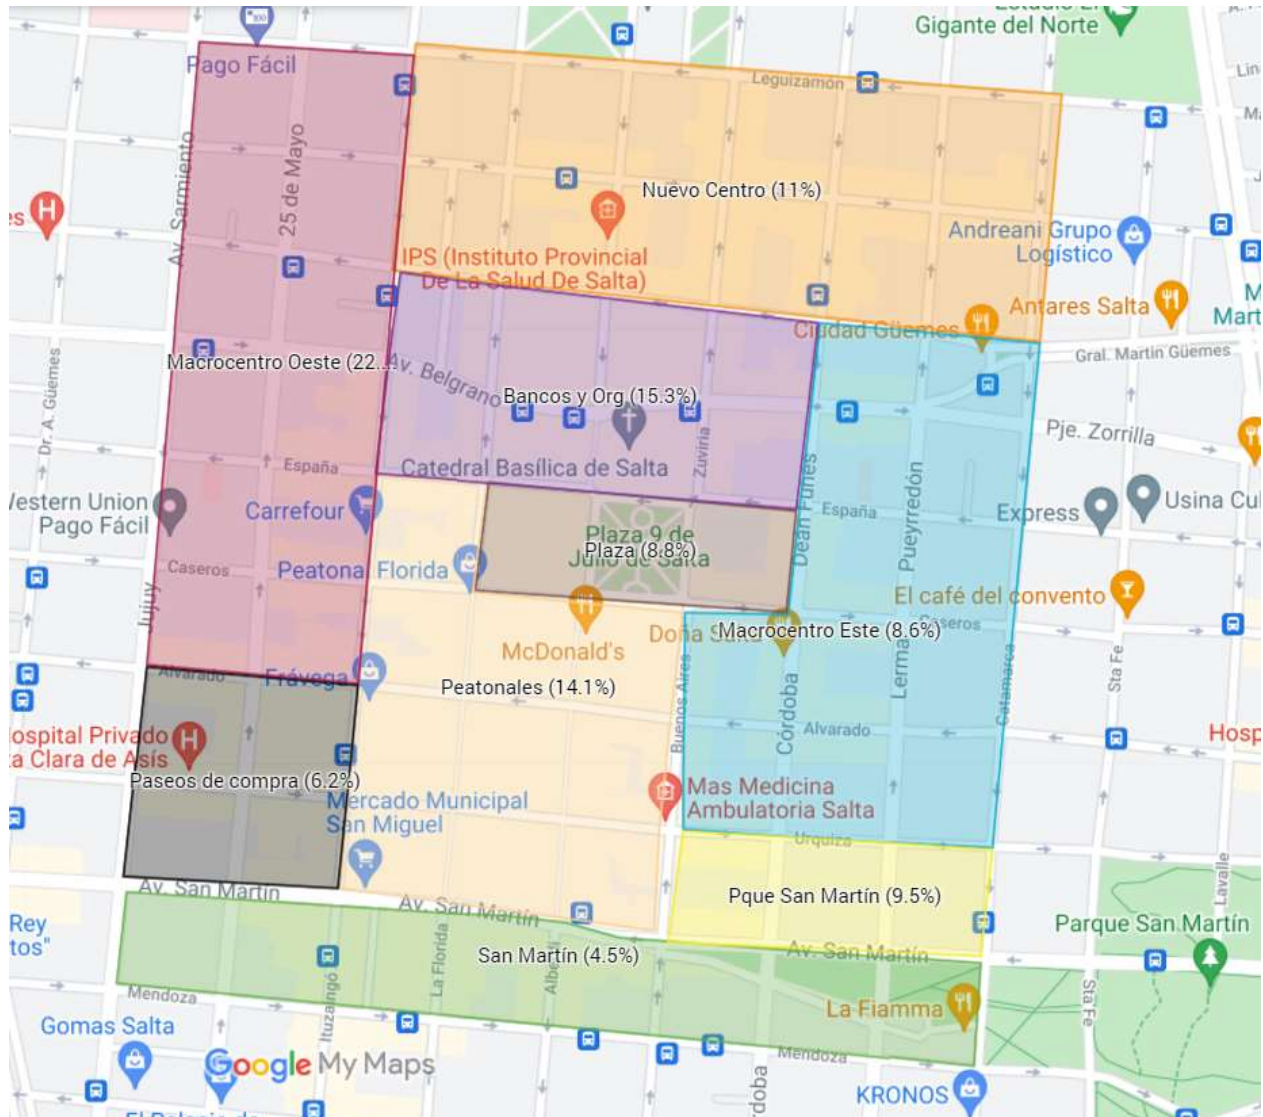 Gigante del Norte
Pago Fácil
Leguizamón
25 de Mayo
Av. Sarmiento
Nuevo Centro (11%)
Andreani Grupo
Logístico
IPS (Instituto Provincial
De La Salud De Salta)
Antares Salta
Ciudad Güemes
Gral. Martin Güemes
Dr. A. Güemes
Macrocentro Oeste (22...
Av. Belgrano
Bancos y Org (15.3%)
Pje. Zorrilla
Zuviría
Catedral Basílica de Salta
España
Western Union
Pago Fácil
Carrefour
Deán Funes
Pueyrredón
España
Express
Usina Cul
Plaza 9 de
Julio de Salta
Plaza (8.8%)
Caseros
Peatonal Florida
El café del convento
Jujuy
McDonald's
Doña Salta
Macrocentro Este (8.6%)
Caseros
Alvarado
Frávega
Peatonales (14.1%)
Buenos Aires
Córdoba
Lerma
Catamarca
Sta Fe
Alvarado
Hosp
ospital Privado
a Clara de Asís
Paseos de compra (6.2%)
Mercado Municipal
San Miguel
Mas Medicina
Ambulatoria Salta
Urquiza
Av. San Martín
Av. San Martín
Pque San Martín (9.5%)
Lavalle
Rey
tos"
San Martín (4.5%)
Av. San Martín
Parque San Martín
La Florida
Ituzaingó
Mendoza
La Fiamma
Sta Fe
Gomas Salta
Google My Maps
Mendoza
KRONOS